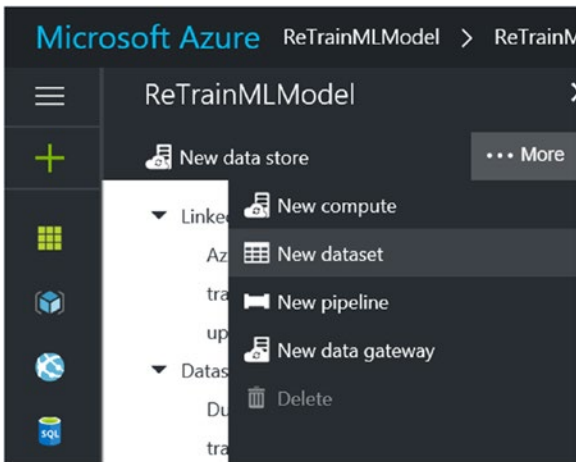 Microsoft Azure ReTrainMLModel > ReTrainM
ReTrainMLModel
New data store
••• More
New compute
Linke
New dataset
Az
New pipeline
tra
up
New data gateway
Datas
Delete
Du
SQL
tra